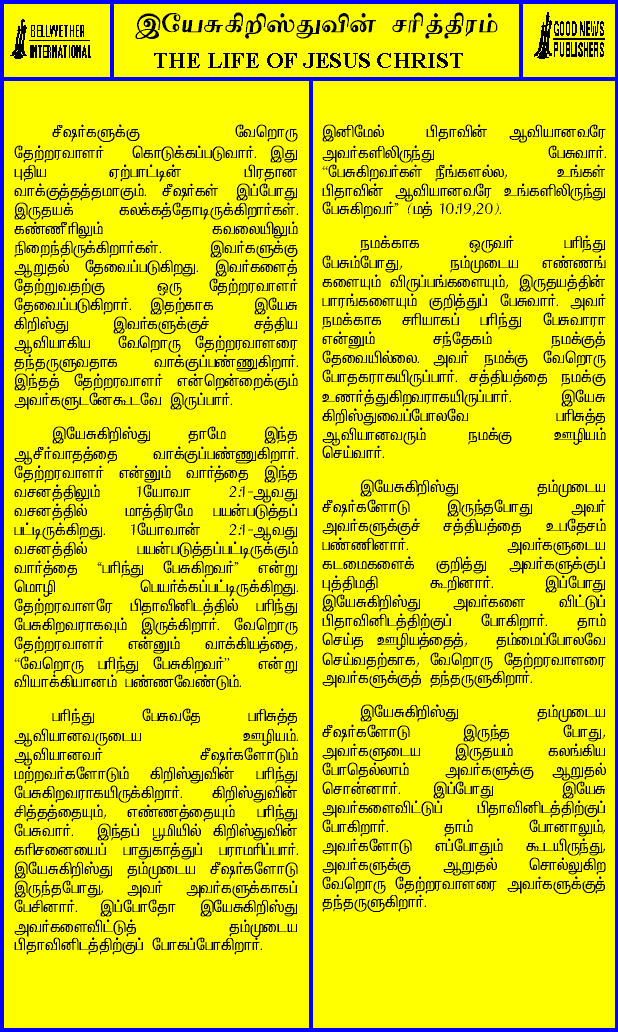 BELLWETHER
INTERNATIONAL
இயேசுகிறிஸ்துவின் சரித்திரம்
THE LIFE OF JESUS CHRIST
GOOD NEWS
PUBLISHERS
சீஷர்களுக்கு வேறொரு
தேற்றரவாளர் கொடுக்கப்படுவார். இது
புதிய ஏற்பாட்டின் பிரதான
வாக்குத்தத்தமாகும். சீஷர்கள் இப்போது
இருதயக் கலக்கத்தோடிருக்கிறார்கள்.
கண்ணீரிலும் கவலையிலும்
நிறைந்திருக்கிறார்கள். இவர்களுக்கு
ஆறுதல் தேவைப்படுகிறது. இவர்களைத்
தேற்றுவதற்கு ஒரு தேற்றரவாளர்
தேவைப்படுகிறார். இதற்காக இயேசு
கிறிஸ்து இவர்களுக்குச் சத்திய
ஆவியாகிய வேறொரு தேற்றரவாளரை
தந்தருளுவதாக வாக்குப்பண்ணுகிறார்.
இந்தத் தேற்றரவாளர் என்றென்றைக்கும்
அவர்களுடனேகூடவே இருப்பார்.
இயேசுகிறிஸ்து தாமே இந்த
ஆசீர்வாதத்தை வாக்குப்பண்ணுகிறார்.
தேற்றரவாளர் என்னும் வார்த்தை இந்த
வசனத்திலும் 1யோவா 2:1-ஆவது
வசனத்தில் மாத்திரமே பயன்படுத்தப்
பட்டிருக்கிறது. 1யோவான் 2:1-ஆவது
வசனத்தில் பயன்படுத்தப்பட்டிருக்கும்
வார்த்தை “பரிந்து பேசுகிறவர்” என்று
மொழி பெயர்க்கப்பட்டிருக்கிறது.
தேற்றரவாளரே பிதாவினிடத்தில் பரிந்து
பேசுகிறவராகவும் இருக்கிறார். வேறொரு
தேற்றரவாளர் என்னும் வாக்கியத்தை,
“வேறொரு பரிந்து பேசுகிறவர்” என்று
வியாக்கியானம் பண்ணவேண்டும்.
பரிந்து பேசுவதே பரிசுத்த
ஆவியானவருடைய ஊழியம்.
ஆவியானவர் சீஷர்களோடும்
மற்றவர்களோடும் கிறிஸ்துவின் பரிந்து
பேசுகிறவராகயிருக்கிறார். கிறிஸ்துவின்
சித்தத்தையும், எண்ணத்தையும் பரிந்து
பேசுவார். இந்தப் பூமியில் கிறிஸ்துவின்
கரிசனையைப் பாதுகாத்துப் பராமரிப்பார்.
இயேசுகிறிஸ்து தம்முடைய சீஷர்களோடு
இருந்தபோது, அவர் அவர்களுக்காகப்
பேசினார். இப்போதோ இயேசுகிறிஸ்து
அவர்களைவிட்டுத் தம்முடைய
பிதாவினிடத்திற்குப் போகப்போகிறார்.
இனிமேல் பிதாவின் ஆவியானவரே
அவர்களிலிருந்து பேசுவார்.
“பேசுகிறவர்கள் நீங்களல்ல, உங்கள்
பிதாவின் ஆவியானவரே உங்களிலிருந்து
பேசுகிறவர்” (மத் 10:19,20).
நமக்காக ஒருவர் பரிந்து
பேசும்போது, நம்முடைய எண்ணங்
களையும் விருப்பங்களையும், இருதயத்தின்
பாரங்களையும் குறித்துப் பேசுவார். அவர்
நமக்காக சரியாகப் பரிந்து பேசுவாரா
என்னும் சந்தேகம் நமக்குத்
தேவையில்லை. அவர் நமக்கு வேறொரு
போதகராகயிருப்பார். சத்தியத்தை நமக்கு
உணர்த்துகிறவராகயிருப்பார். இயேசு
கிறிஸ்துவைப்போலவே பரிசுத்த
ஆவியானவரும் நமக்கு ஊழியம்
செய்வார்.
இயேசுகிறிஸ்து தம்முடைய
சீஷர்களோடு இருந்தபோது அவர்
அவர்களுக்குச் சத்தியத்தை உபதேசம்
பண்ணினார். அவர்களுடைய
கடமைகளைக் குறித்து அவர்களுக்குப்
புத்திமதி கூறினார். இப்போது
இயேசுகிறிஸ்து அவர்களை விட்டுப்
பிதாவினிடத்திற்குப் போகிறார். தாம்
செய்த ஊழியத்தைத், தம்மைப்போலவே
செய்வதற்காக, வேறொரு தேற்றரவாளரை
அவர்களுக்குத் தந்தருளுகிறார்.
இயேசுகிறிஸ்து தம்முடைய
சீஷர்களோடு இருந்த போது,
அவர்களுடைய இருதயம் கலங்கிய
போதெல்லாம் அவர்களுக்கு ஆறுதல்
சொன்னார். இப்போது இயேசு
அவர்களைவிட்டுப் பிதாவினிடத்திற்குப்
போகிறார். தாம் போனாலும்,
அவர்களோடு எப்போதும் கூடயிருந்து,
அவர்களுக்கு ஆறுதல் சொல்லுகிற
வேறொரு தேற்றரவாளரை அவர்களுக்குத்
தந்தருளுகிறார்.